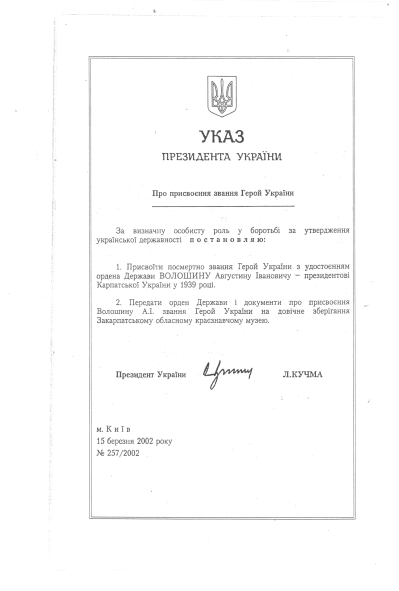 УКАЗ
ПРЕЗИДЕНТА УКРАЇНИ
Про присвоєння звання Герой України
За визначну особисту роль у боротьбі за утвердження
української державності постановляю:
1. Присвоїти посмертно звання Герой України з удостоєнням
ордена Держави ВОЛОШИНУ Августину Івановичу – президентові
Карпатської України у 1939 році.
2. Передати орден Держави і документи про присвоєння
Волошину А.І. звання Герой України на довічне зберігання
Закарпатському обласному краєзнавчому музею.
Президент України Л.КУЧМА
м. Київ
15 березня 2002 року
№ 257/2002